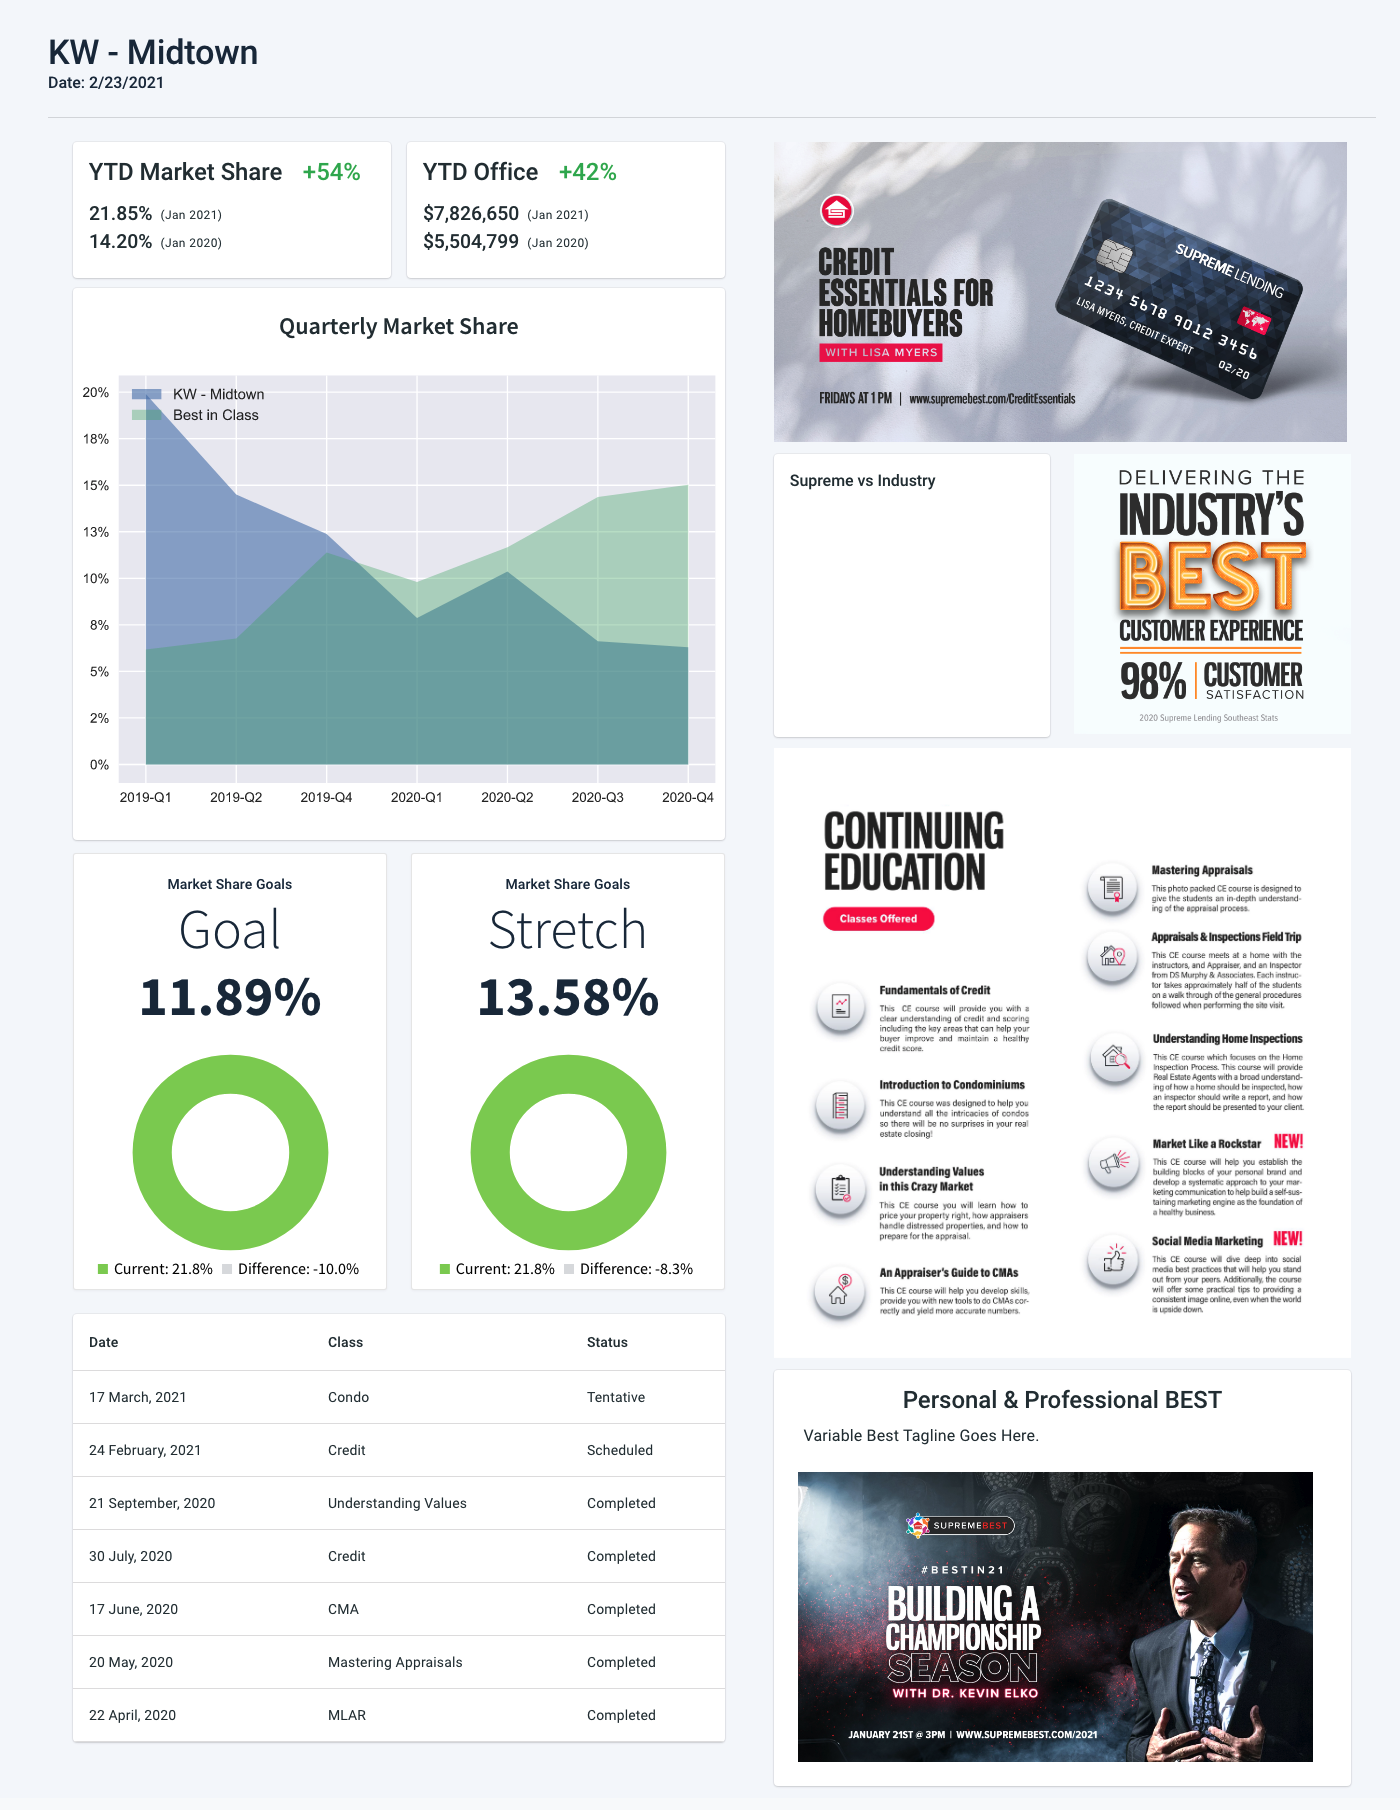 KW - Midtown
Date: 2/23/2021
YTD Market Share +54%
21.85% (Jan 2021)
14.20% (Jan 2020)
YTD Office +42%
$7,826,650 (Jan 2021)
$5,504,799 (Jan 2020)
Quarterly Market Share
KW - Midtown
Best in Class
20%
18%
15%
13%
10%
8%
5%
2%
0%
2019-Q1 2019-Q2 2019-Q4 2020-Q1 2020-Q2 2020-Q3 2020-Q4
Market Share Goals
Goal
11.89%
Current: 21.8% Difference: -10.0%
Market Share Goals
Stretch
13.58%
Current: 21.8% Difference: -8.3%
Date Class Status
17 March, 2021 Condo Tentative
24 February, 2021 Credit Scheduled
21 September, 2020 Understanding Values Completed
30 July, 2020 Credit Completed
17 June, 2020 CMA Completed
20 May, 2020 Mastering Appraisals Completed
22 April, 2020 MLAR Completed
CREDIT
ESSENTIALS FOR
HOMEBUYERS
WITH LISA MYERS
FRIDAYS AT 1 PM | www.supremebest.com/CreditEssentials
SUPREME LENDING
1234 5678 9012 3456
LISA MYERS, CREDIT EXPERT
02/20
Supreme vs Industry
DELIVERING THE
INDUSTRY'S
BEST
CUSTOMER EXPERIENCE
98% CUSTOMER
SATISFACTION
2020 Supreme Lending Southeast Stats
CONTINUING
EDUCATION
Classes Offered
Fundamentals of Credit
This CE course will provide you with a
clear understanding of credit and scoring
including the key areas that can help your
buyer improve and maintain a healthy
credit score.
Introduction to Condominiums
This CE course was designed to help you
understand all the intricacies of condos
so there will be no surprises in your real
estate closing!
Understanding Values
in this Crazy Market
This CE course you will learn how to
price your property right, how appraisers
handle distressed properties, and how to
prepare for the appraisal.
An Appraiser's Guide to CMAs
This CE course will help you develop skills,
provide you with new tools to do CMAs cor-
rectly and yield more accurate numbers.
Mastering Appraisals
This photo packed CE course is designed to
give the students an in-depth understand-
ing of the appraisal process.
Appraisals & Inspections Field Trip
This CE course meets at a home with the
instructors, and Appraiser, and an Inspector
from DS Murphy & Associates. Each instruc-
tor takes approximately half of the students
on a walk through of the general procedures
followed when performing the site visit.
Understanding Home Inspections
This CE course which focuses on the Home
Inspection Process. This course will provide
Real Estate Agents with a broad understand-
ing of how a home should be inspected, how
an inspector should write a report, and how
the report should be presented to your client.
Market Like a Rockstar NEW!
This CE course will help you establish the
building blocks of your personal brand and
develop a systematic approach to your mar-
keting communication to help build a self-sus-
taining marketing engine as the foundation of
a healthy business.
Social Media Marketing NEW!
This CE course will dive deep into social
media best practices that will help you stand
out from your peers. Additionally, the course
will offer some practical tips to providing a
consistent image online, even when the world
is upside down.
Personal & Professional BEST
Variable Best Tagline Goes Here.
SUPREMEBEST
#BESTIN21
BUILDING A
CHAMPIONSHIP
SEASON
WITH DR. KEVIN ELKO
JANUARY 21ST @ 3PM | WWW.SUPREMEBEST.COM/2021